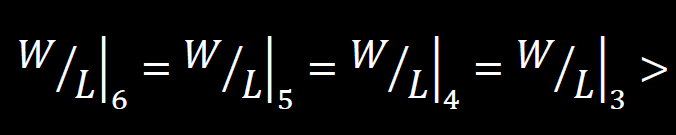 W/L|6 = W/L|5 = W/L|4 = W/L|3 >